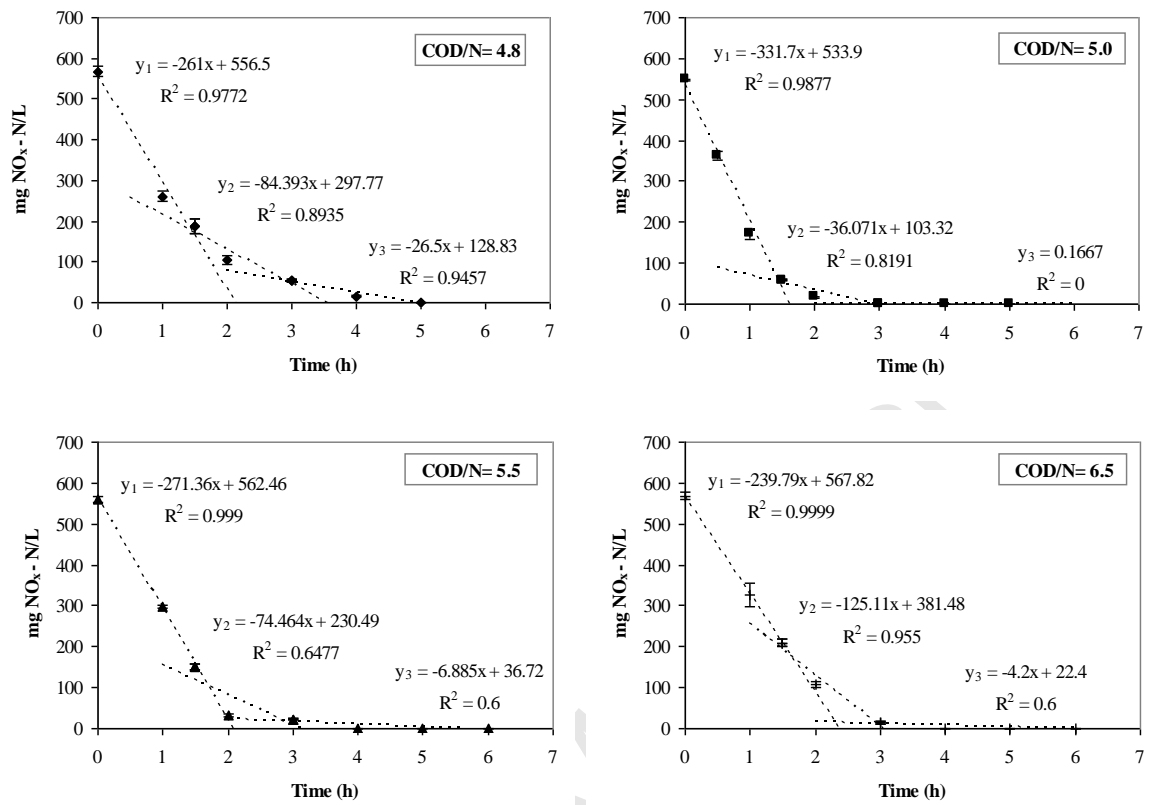 COD/N= 4.8
y₁ = -261x + 556.5
R² = 0.9772
y₂ = -84.393x + 297.77
R² = 0.8935
y₃ = -26.5x + 128.83
R² = 0.9457
mg NOₓ - N/L
700
600
500
400
300
200
100
0
0 1 2 3 4 5 6 7
Time (h)
COD/N= 5.0
y₁ = -331.7x + 533.9
R² = 0.9877
y₂ = -36.071x + 103.32
R² = 0.8191
y₃ = 0.1667
R² = 0
mg NOₓ - N/L
700
600
500
400
300
200
100
0
0 1 2 3 4 5 6 7
Time (h)
COD/N= 5.5
y₁ = -271.36x + 562.46
R² = 0.999
y₂ = -74.464x + 230.49
R² = 0.6477
y₃ = -6.885x + 36.72
R² = 0.6
mg NOₓ - N/L
700
600
500
400
300
200
100
0
0 1 2 3 4 5 6 7
Time (h)
COD/N= 6.5
y₁ = -239.79x + 567.82
R² = 0.9999
y₂ = -125.11x + 381.48
R² = 0.955
y₃ = -4.2x + 22.4
R² = 0.6
mg NOₓ - N/L
700
600
500
400
300
200
100
0
0 1 2 3 4 5 6 7
Time (h)